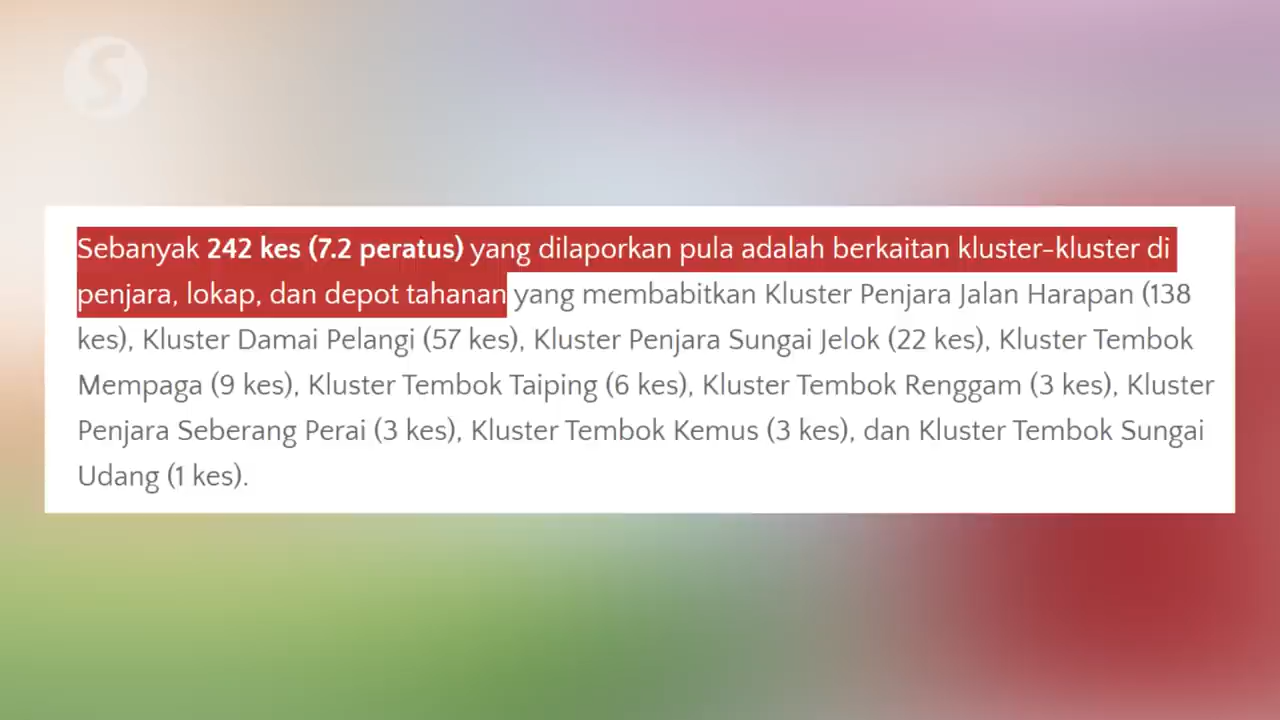 S
Sebanyak 242 kes (7.2 peratus) yang dilaporkan pula adalah berkaitan kluster-kluster di
penjara, lokap, dan depot tahanan yang membabitkan Kluster Penjara Jalan Harapan (138
kes), Kluster Damai Pelangi (57 kes), Kluster Penjara Sungai Jelok (22 kes), Kluster Tembok
Mempaga (9 kes), Kluster Tembok Taiping (6 kes), Kluster Tembok Renggam (3 kes), Kluster
Penjara Seberang Perai (3 kes), Kluster Tembok Kemus (3 kes), dan Kluster Tembok Sungai
Udang (1 kes).